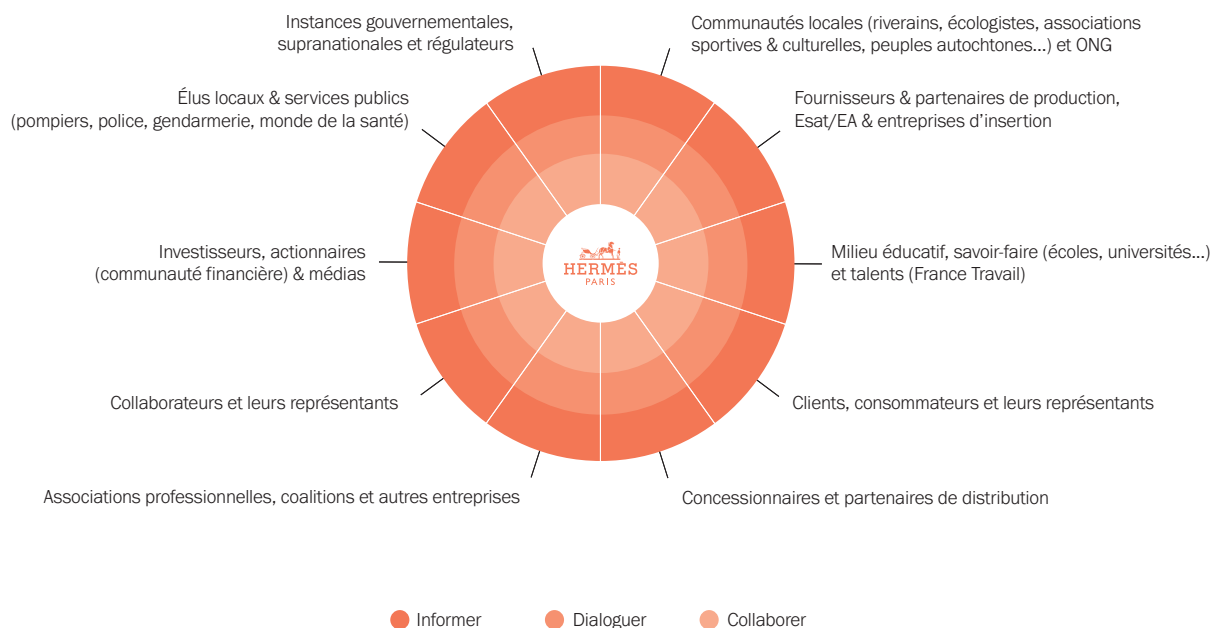 Instances gouvernementales,
supranationales et régulateurs
Communautés locales (riverains, écologistes, associations
sportives & culturelles, peuples autochtones...) et ONG
Élus locaux & services publics
(pompiers, police, gendarmerie, monde de la santé)
Fournisseurs & partenaires de production,
Esat/EA & entreprises d’insertion
Investisseurs, actionnaires
(communauté financière) & médias
HERMÈS
PARIS
Milieu éducatif, savoir-faire (écoles, universités...)
et talents (France Travail)
Collaborateurs et leurs représentants
Clients, consommateurs et leurs représentants
Associations professionnelles, coalitions et autres entreprises
Concessionnaires et partenaires de distribution
Informer
Dialoguer
Collaborer